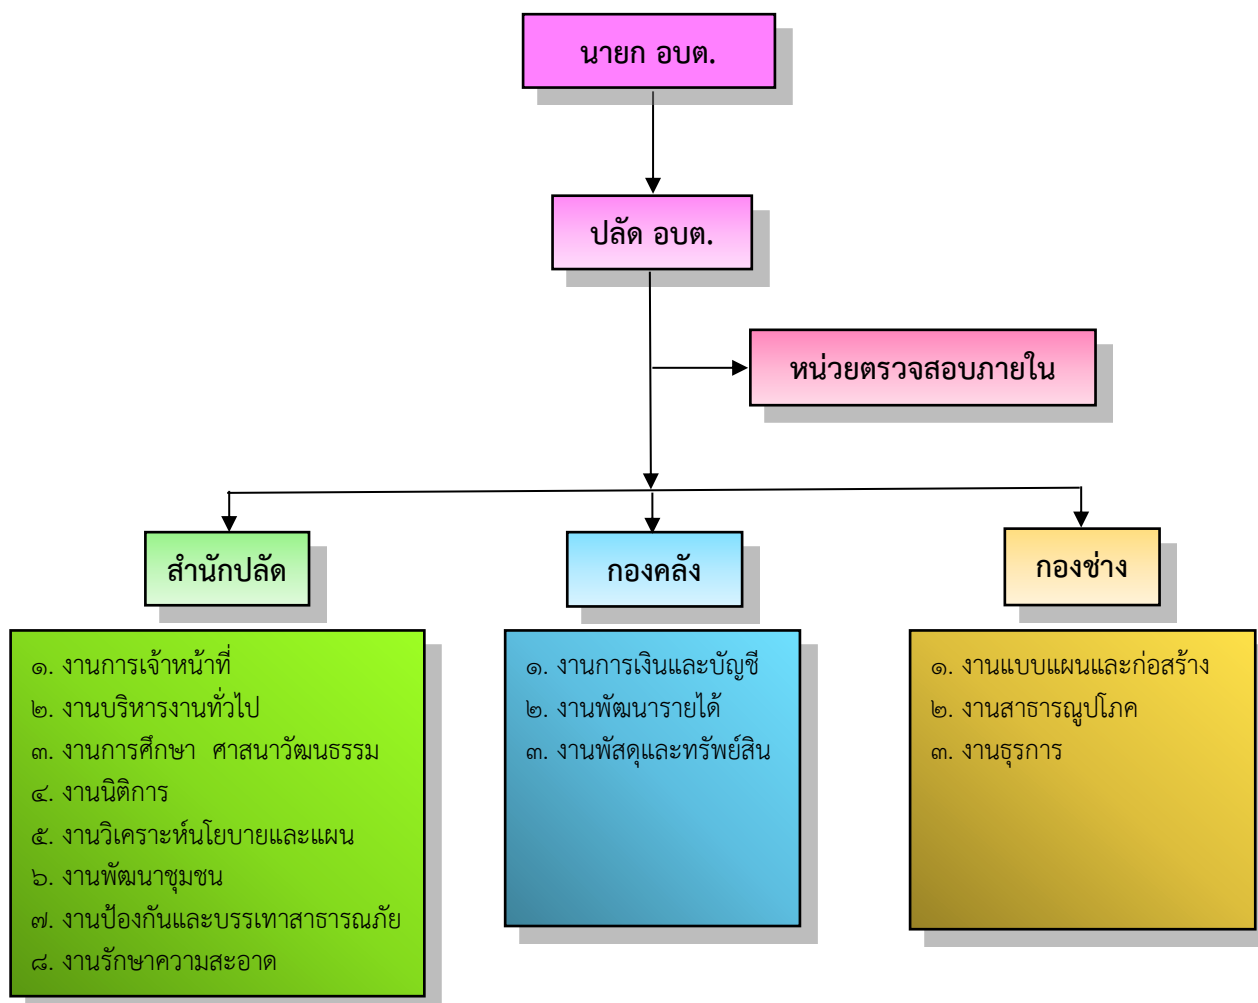 นายก อบต.
ปลัด อบต.
หน่วยตรวจสอบภายใน
สำนักปลัด
๑. งานการเจ้าหน้าที่
๒. งานบริหารงานทั่วไป
๓. งานการศึกษา ศาสนาวัฒนธรรม
๔. งานนิติการ
๕. งานวิเคราะห์นโยบายและแผน
๖. งานพัฒนาชุมชน
๗. งานป้องกันและบรรเทาสาธารณภัย
๘. งานรักษาความสะอาด
กองคลัง
๑. งานการเงินและบัญชี
๒. งานพัฒนารายได้
๓. งานพัสดุและทรัพย์สิน
กองช่าง
๑. งานแบบแผนและก่อสร้าง
๒. งานสาธารณูปโภค
๓. งานธุรการ